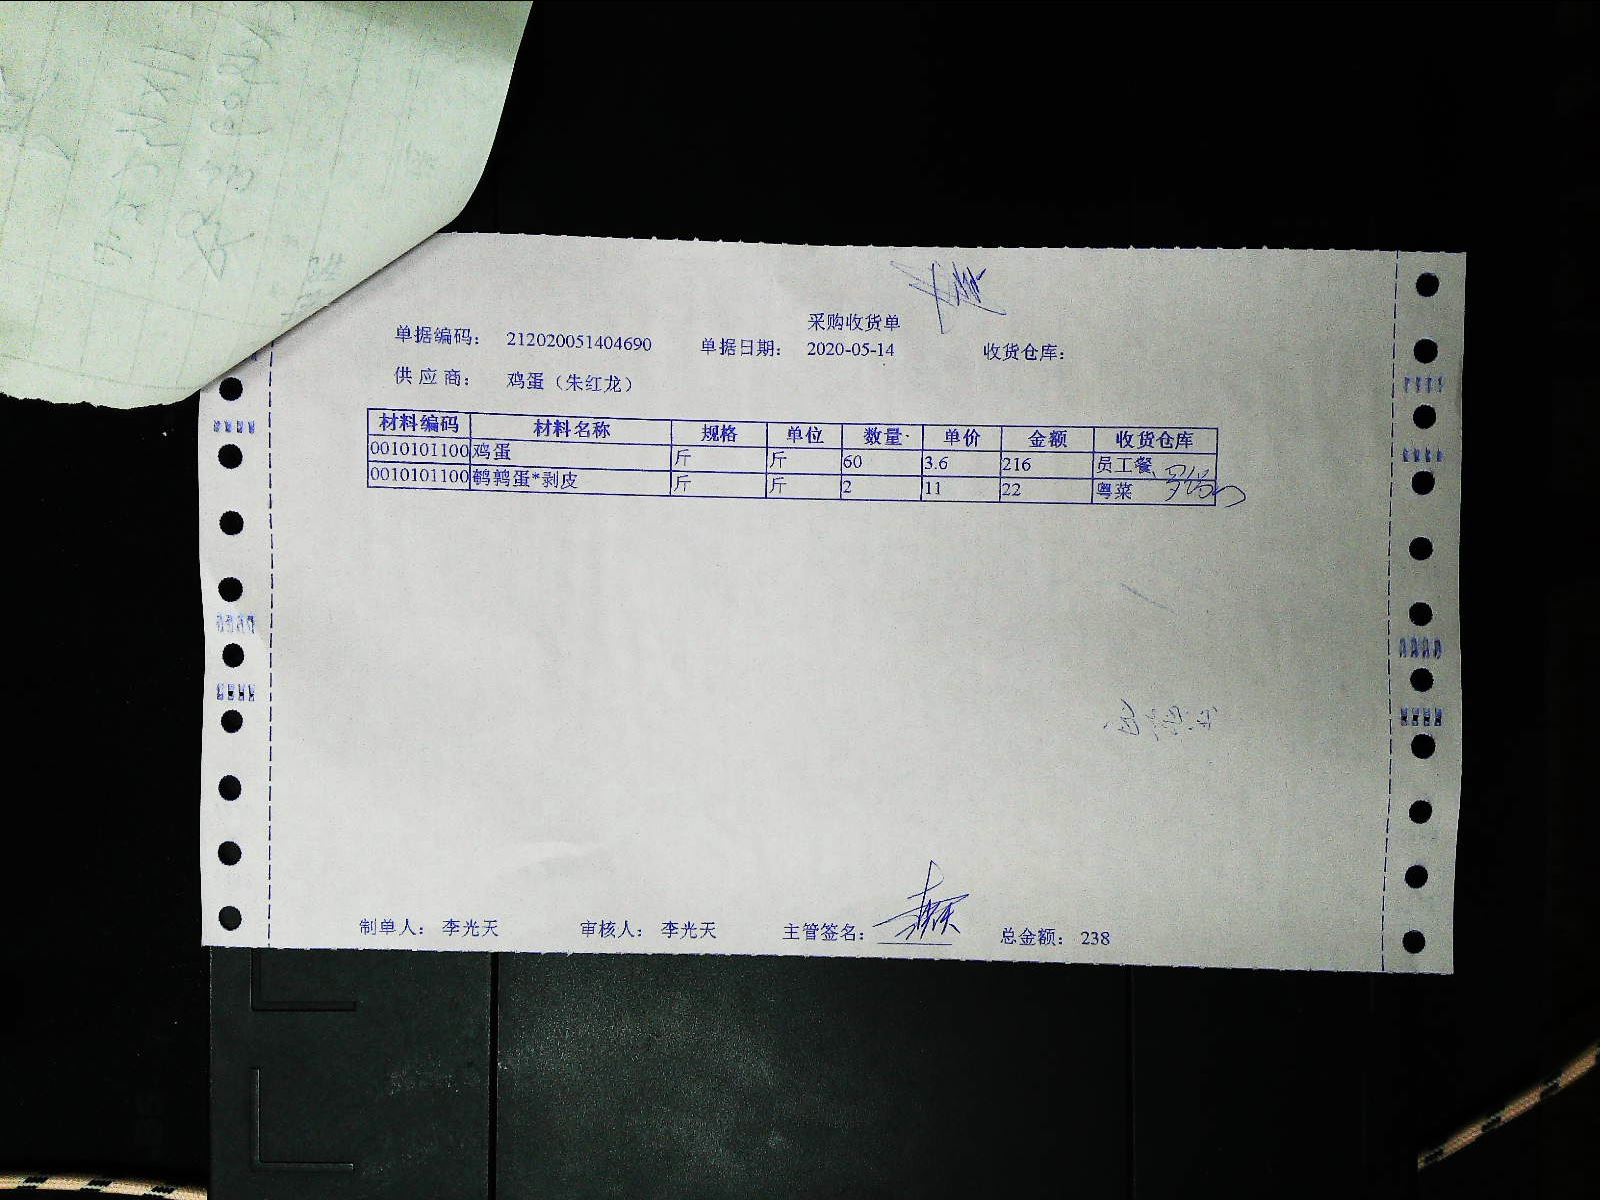 采购收货单
单据编码： 212020051404690 单据日期： 2020-05-14 收货仓库：
供 应 商： 鸡蛋（朱红龙）
材料编码 材料名称 规格 单位 数量 单价 金额 收货仓库
0010101100 鸡蛋 斤 斤 60 3.6 216 员工餐
0010101100 鹌鹑蛋*剥皮 斤 斤 2 11 22 粤菜
制单人： 李光天 审核人： 李光天 主管签名： 总金额： 238